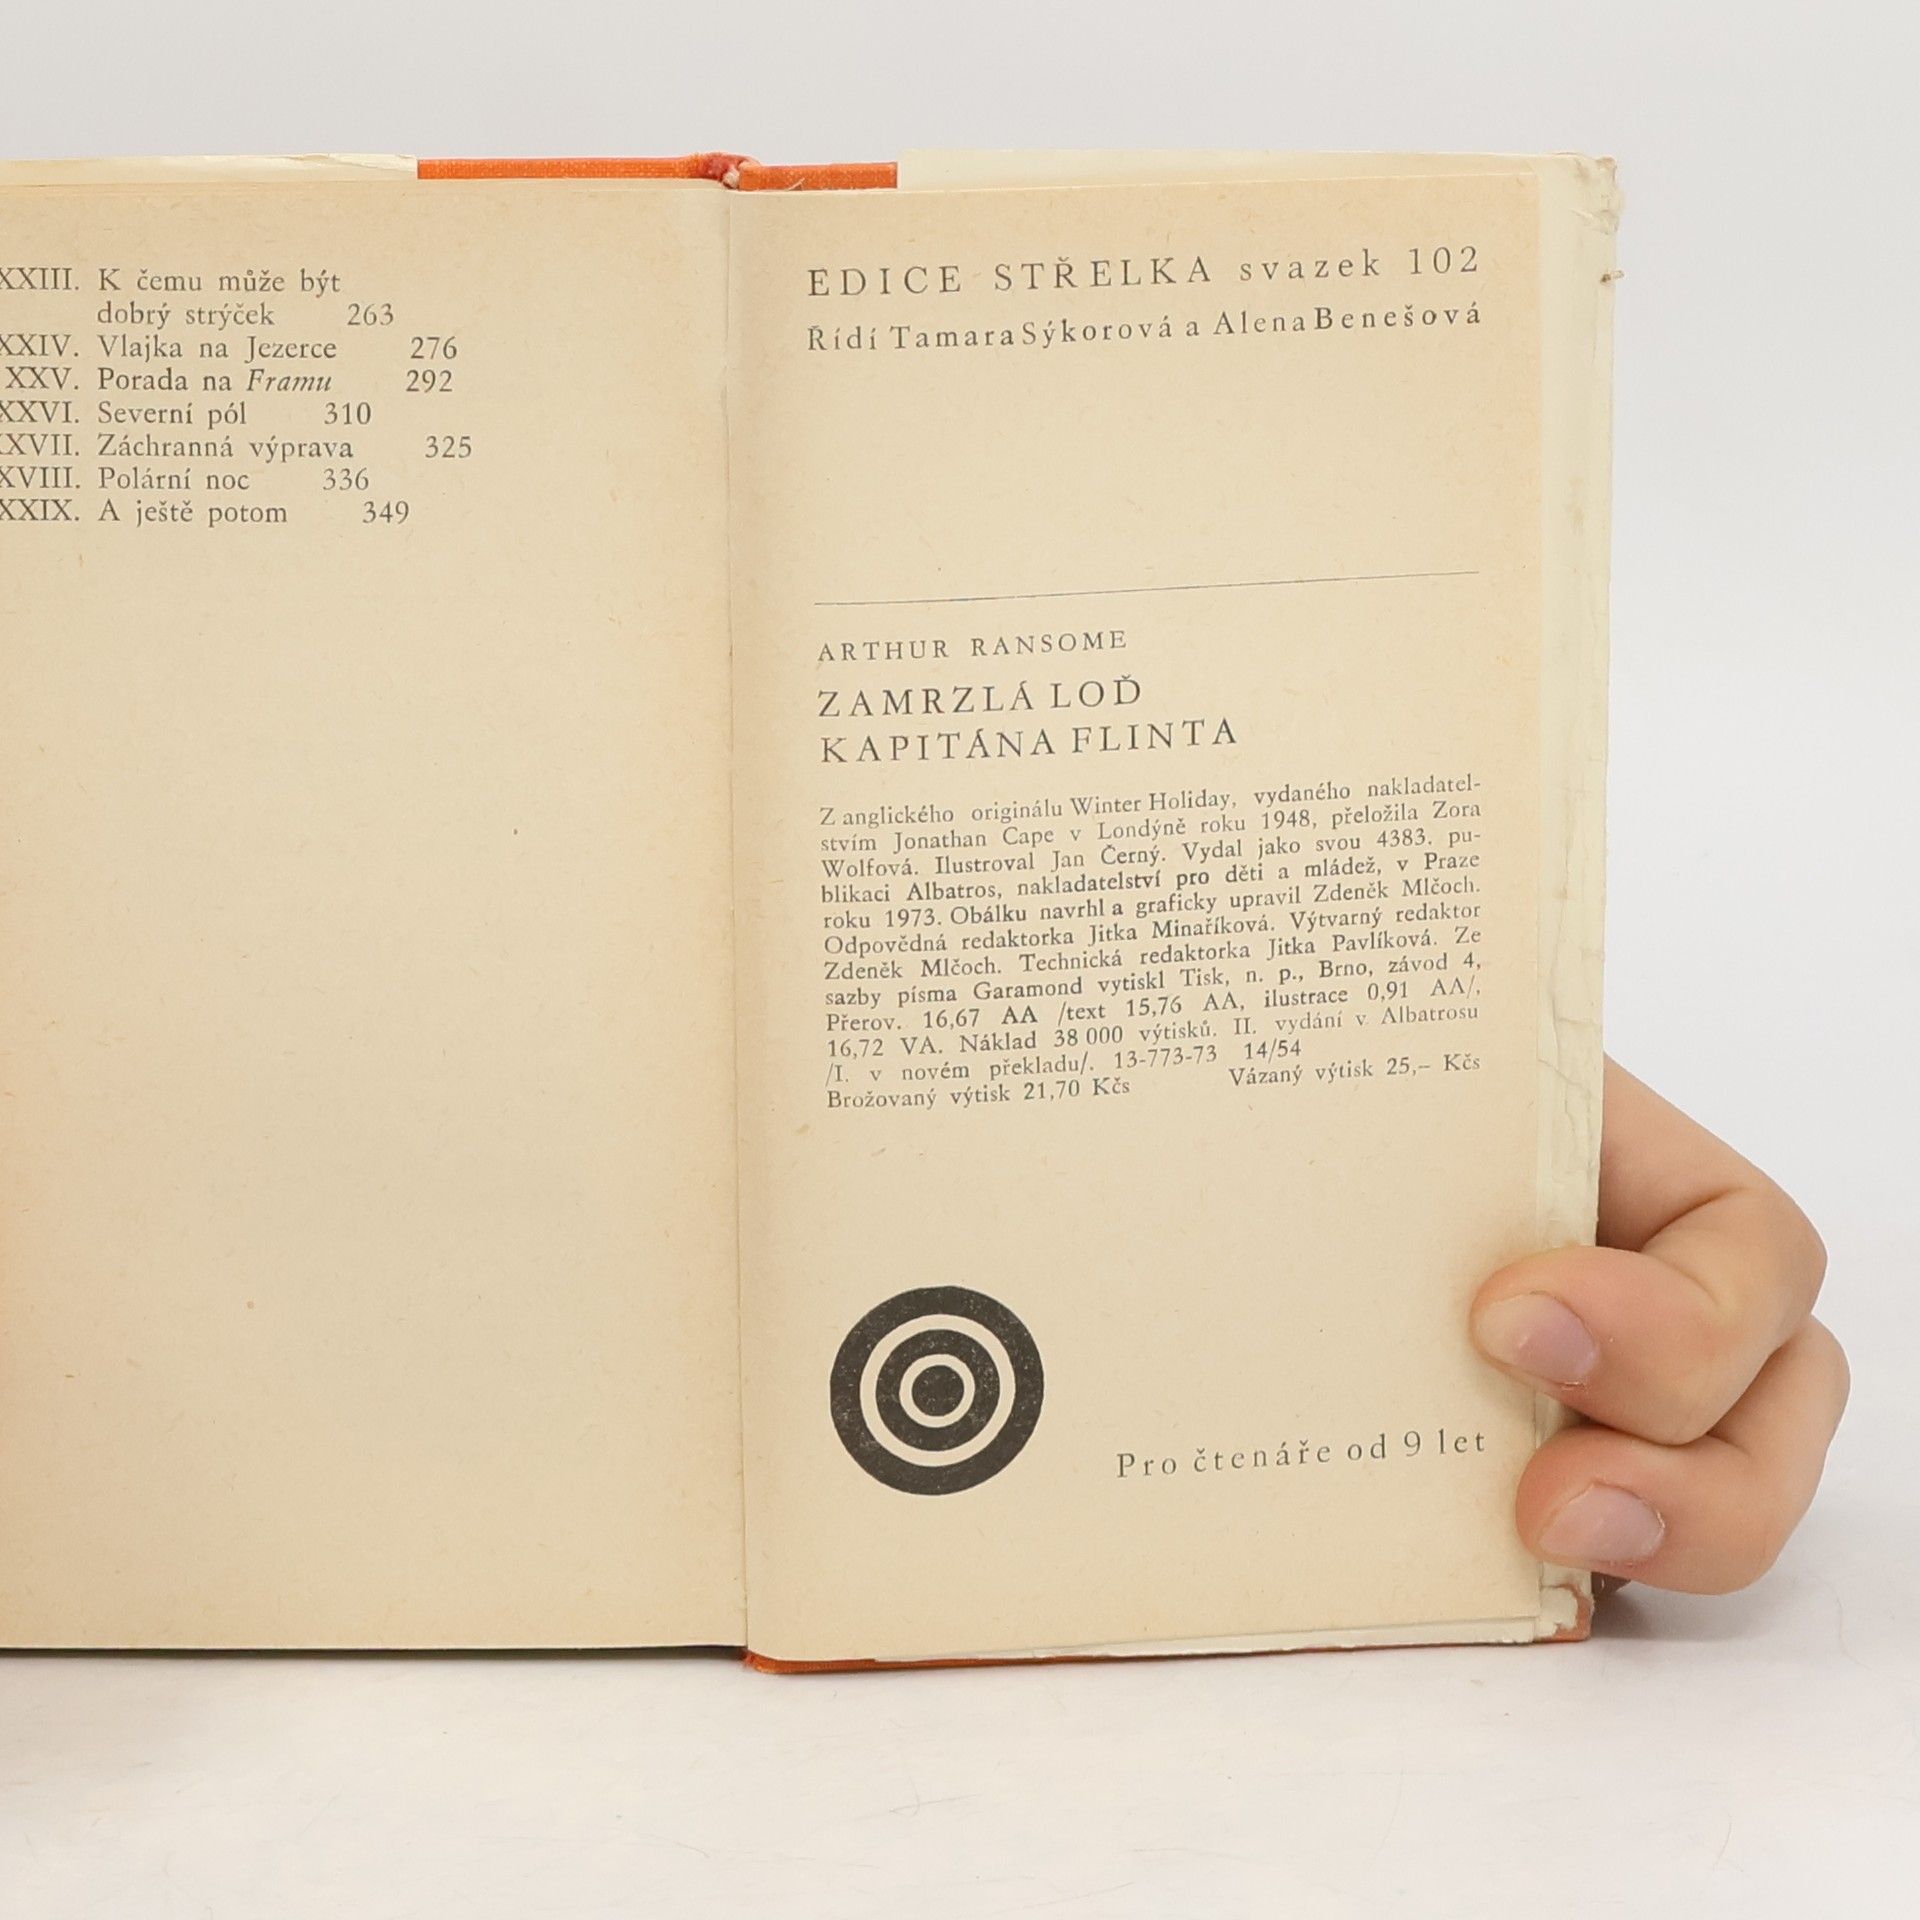 XXIII. K čemu může být
dobrý strýček 263
XXIV. Vlajka na Jezerce 276
XXV. Porada na Framu 292
XXVI. Severní pól 310
XXVII. Záchranná výprava 325
XXVIII. Polární noc 336
XXIX. A ještě potom 349
EDICE STŘELKA svazek 102
Řídí Tamara Sýkorová a Alena Benešová
ARTHUR RANSOME
ZAMRZLÁ LOĎ
KAPITÁNA FLINTA
Z anglického originálu Winter Holiday, vydaného nakladatel-
stvím Jonathan Cape v Londýně roku 1948, přeložila Zora
Wolfová. Ilustroval Jan Černý. Vydal jako svou 4383. pu-
blikaci Albatros, nakladatelství pro děti a mládež, v Praze
roku 1973. Obálku navrhl a graficky upravil Zdeněk Mlčoch.
Odpovědná redaktorka Jitka Minaříková. Výtvarný redaktor
Zdeněk Mlčoch. Technická redaktorka Jitka Pavlíková. Ze
sazby písma Garamond vytiskl Tisk, n. p., Brno, závod 4,
Přerov. 16,67 AA /text 15,76 AA, ilustrace 0,91 AA/,
16,72 VA. Náklad 38 000 výtisků. II. vydání v Albatrosu
/I. v novém překladu/. 13-773-73 14/54
Brožovaný výtisk 21,70 Kčs Vázaný výtisk 25,– Kčs
Pro čtenáře od 9 let